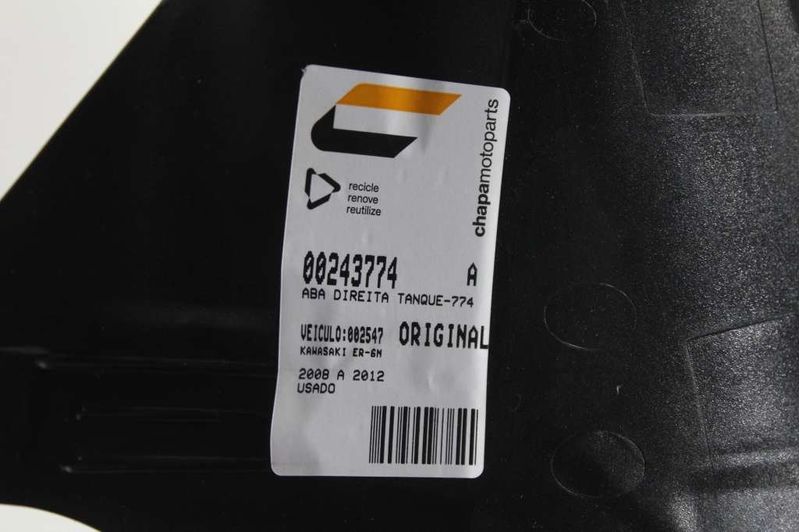 recicle
renove
reutilize
chapamotoparts
00243774 A
ABA DIREITA TANQUE-774
VEICULO:002547 ORIGINAL
KAWASAKI ER-6N
2008 A 2012
USADO